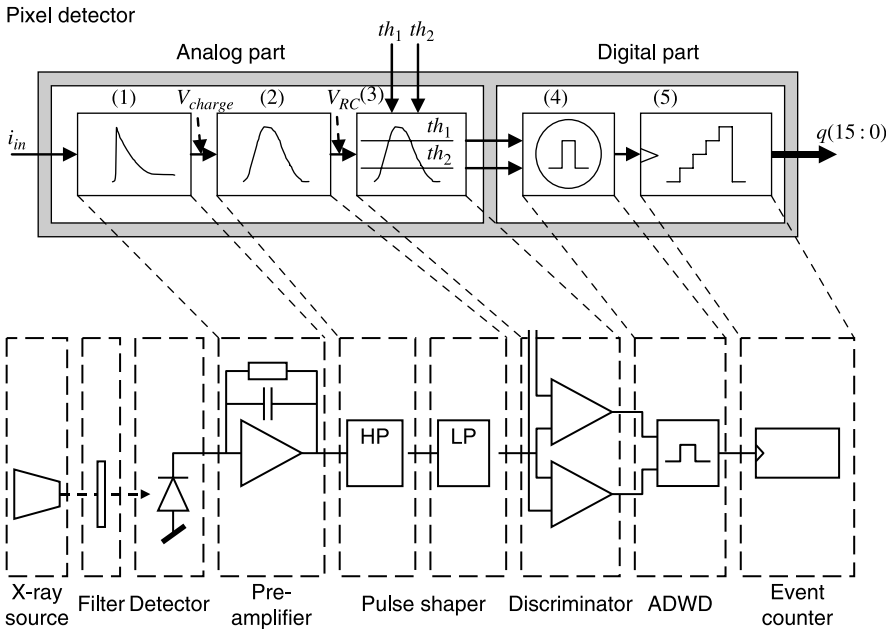 Pixel detector
th1 th2
Analog part
Digital part
(1)
Vcharge
(2)
VRC
(3)
(4)
(5)
iin
th1
th2
q(15 : 0)
HP
LP
X-ray
source
Filter
Detector
Pre-
amplifier
Pulse shaper
Discriminator
ADWD
Event
counter